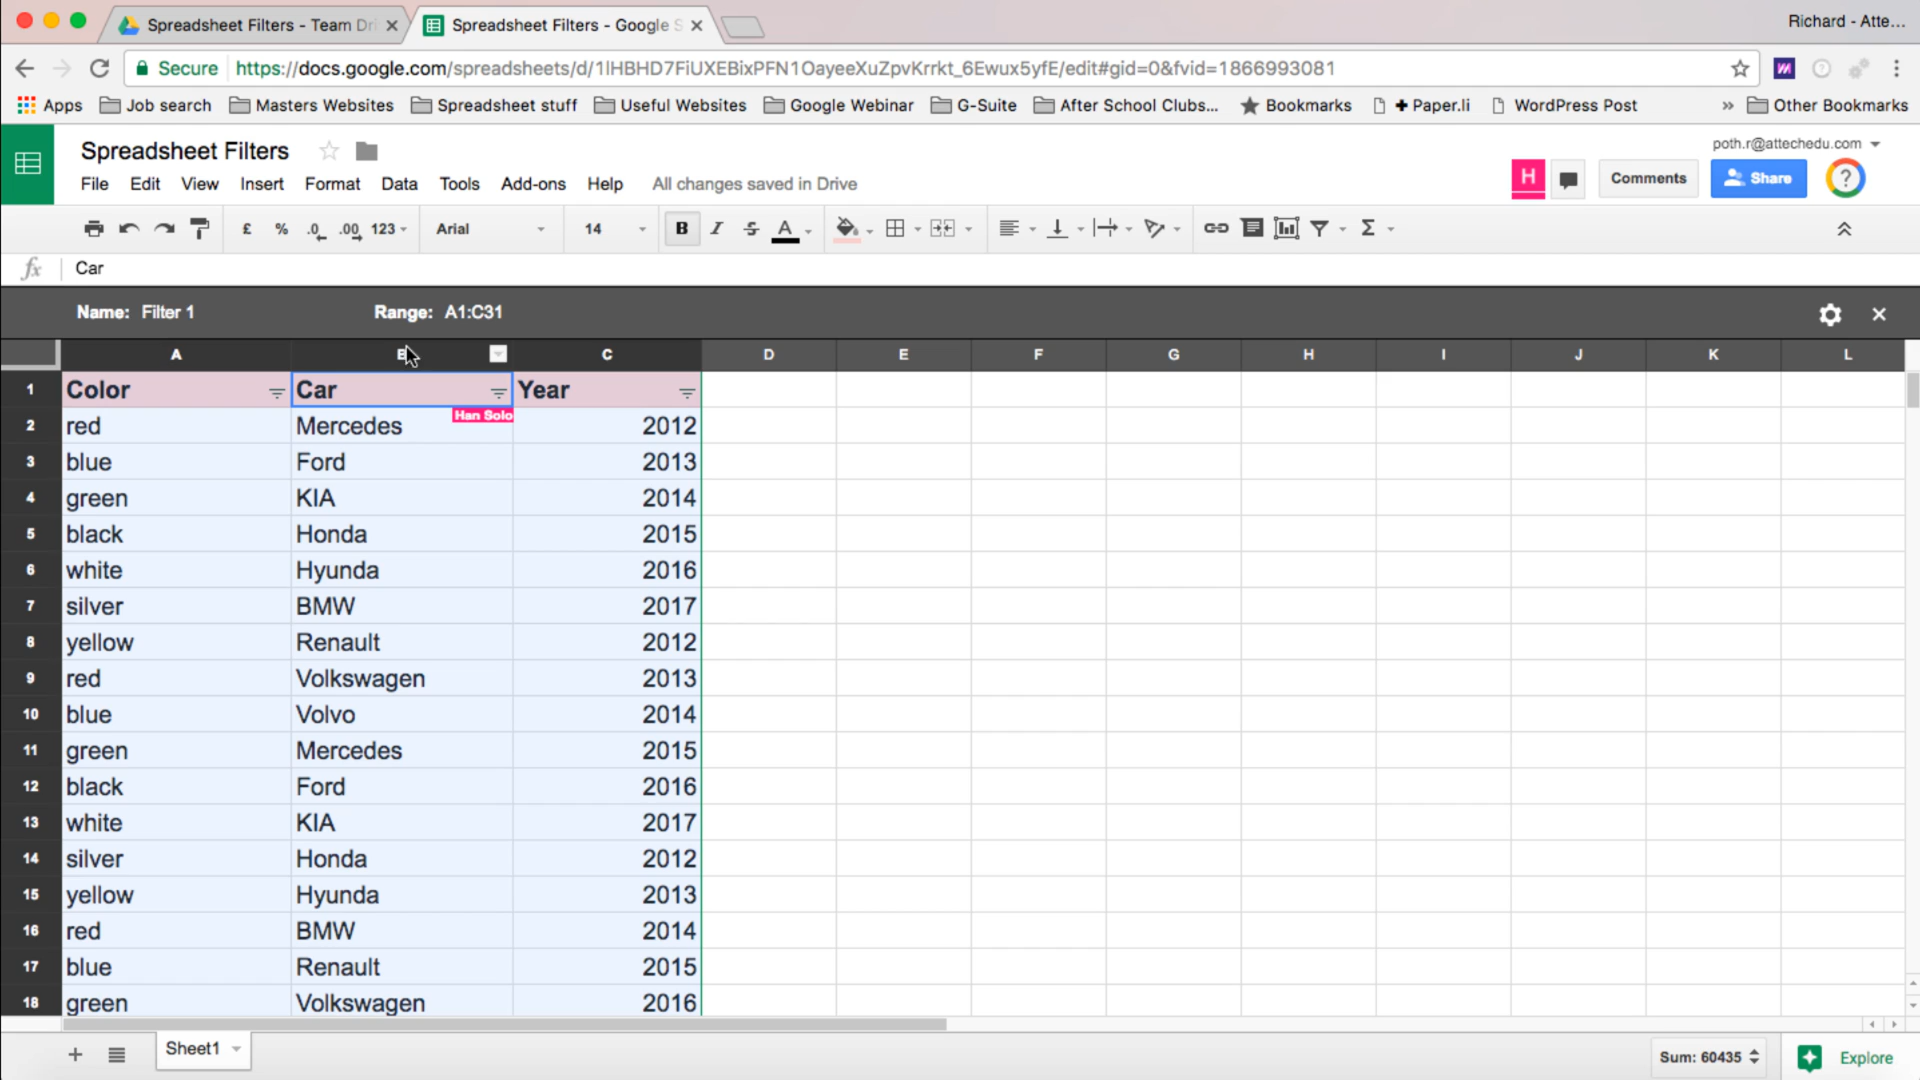 Spreadsheet Filters - Team Dri
Spreadsheet Filters - Google S
Richard - Atte...
Secure https://docs.google.com/spreadsheets/d/1lHBHD7FiUXEBixPFN1OayeeXuZpvKrrkt_6Ewux5yfE/edit#gid=0&fvid=1866993081
Apps Job search Masters Websites Spreadsheet stuff Useful Websites Google Webinar G-Suite After School Clubs... Bookmarks Paper.li WordPress Post » Other Bookmarks
Spreadsheet Filters
poth.r@attechedu.com
File Edit View Insert Format Data Tools Add-ons Help All changes saved in Drive
H Comments Share ?
£ % .0 .00 123 Arial 14 B I S A Σ
fx Car
Name: Filter 1 Range: A1:C31
A B C D E F G H I J K L
1 Color Car Year
Han Solo
2 red Mercedes 2012
3 blue Ford 2013
4 green KIA 2014
5 black Honda 2015
6 white Hyunda 2016
7 silver BMW 2017
8 yellow Renault 2012
9 red Volkswagen 2013
10 blue Volvo 2014
11 green Mercedes 2015
12 black Ford 2016
13 white KIA 2017
14 silver Honda 2012
15 yellow Hyunda 2013
16 red BMW 2014
17 blue Renault 2015
18 green Volkswagen 2016
Sheet1 Sum: 60435 Explore